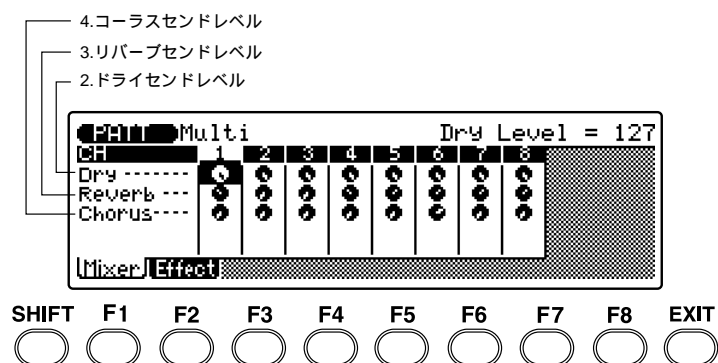 4.コーラスセンドレベル
3.リバーブセンドレベル
2.ドライセンドレベル
PATT Multi Dry Level = 127
CH 1 2 3 4 5 6 7 8
Dry -------
Reverb ---
Chorus----
Mixer Effect
SHIFT F1 F2 F3 F4 F5 F6 F7 F8 EXIT